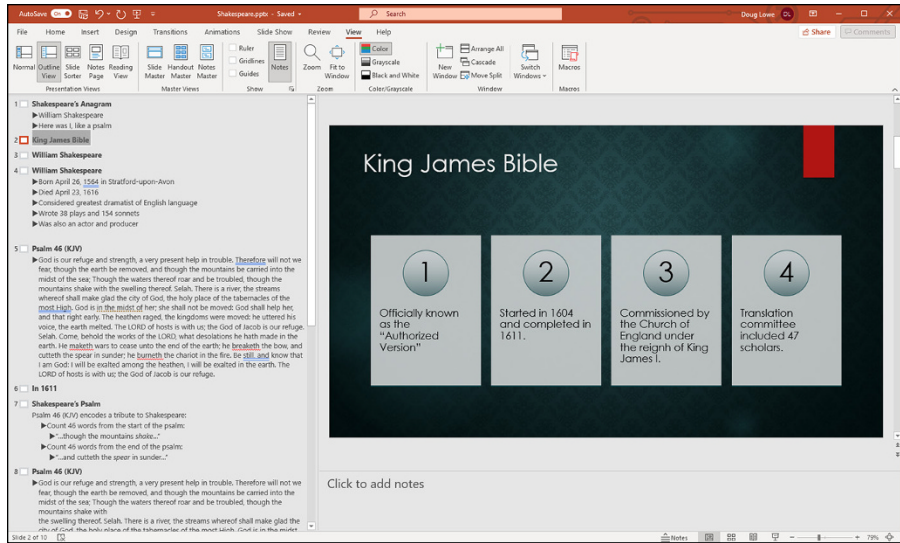 AutoSave On Shakespeare.pptx - Saved Search Doug Lowe DL
File Home Insert Design Transitions Animations Slide Show Review View Help Share Comments
Normal Outline View Slide Sorter Notes Page Reading View
Presentation Views
Slide Master Handout Master Notes Master
Master Views
Ruler
Gridlines
Guides
Notes
Show
Zoom Fit to Window
Zoom
Color
Grayscale
Black and White
Color/Grayscale
New Window
Arrange All
Cascade
Move Split
Switch Windows
Window
Macros
Macros
1 Shakespeare's Anagram
William Shakespeare
Here was I, like a psalm
2 King James Bible
3 William Shakespeare
4 William Shakespeare
Born April 26, 1564 in Stratford-upon-Avon
Died April 23, 1616
Considered greatest dramatist of English language
Wrote 38 plays and 154 sonnets
Was also an actor and producer
5 Psalm 46 (KJV)
God is our refuge and strength, a very present help in trouble. Therefore will not we
fear, though the earth be removed, and though the mountains be carried into the
midst of the sea; Though the waters thereof roar and be troubled, though the
mountains shake with the swelling thereof. Selah. There is a river, the streams
whereof shall make glad the city of God, the holy place of the tabernacles of the
most High. God is in the midst of her; she shall not be moved: God shall help her,
and that right early. The heathen raged, the kingdoms were moved: he uttered his
voice, the earth melted. The LORD of hosts is with us; the God of Jacob is our refuge.
Selah. Come, behold the works of the LORD, what desolations he hath made in the
earth. He maketh wars to cease unto the end of the earth; he breaketh the bow, and
cutteth the spear in sunder; he burneth the chariot in the fire. Be still, and know that
I am God: I will be exalted among the heathen, I will be exalted in the earth. The
LORD of hosts is with us; the God of Jacob is our refuge.
6 In 1611
7 Shakespeare's Psalm
Psalm 46 (KJV) encodes a tribute to Shakespeare:
Count 46 words from the start of the psalm:
"...though the mountains shake..."
Count 46 words from the end of the psalm:
"...and cutteth the spear in sunder..."
8 Psalm 46 (KJV)
God is our refuge and strength, a very present help in trouble. Therefore will not we
fear, though the earth be removed, and though the mountains be carried into the
midst of the sea; Though the waters thereof roar and be troubled, though the
mountains shake with
the swelling thereof. Selah. There is a river, the streams whereof shall make glad the
city of God, the holy place of the tabernacles of the most High. God is in the midst
King James Bible
1
Officially known
as the
"Authorized
Version"
2
Started in 1604
and completed in
1611.
3
Commissioned by
the Church of
England under
the reignh of King
James I.
4
Translation
committee
included 47
scholars.
Click to add notes
Slide 2 of 10 Notes 79%